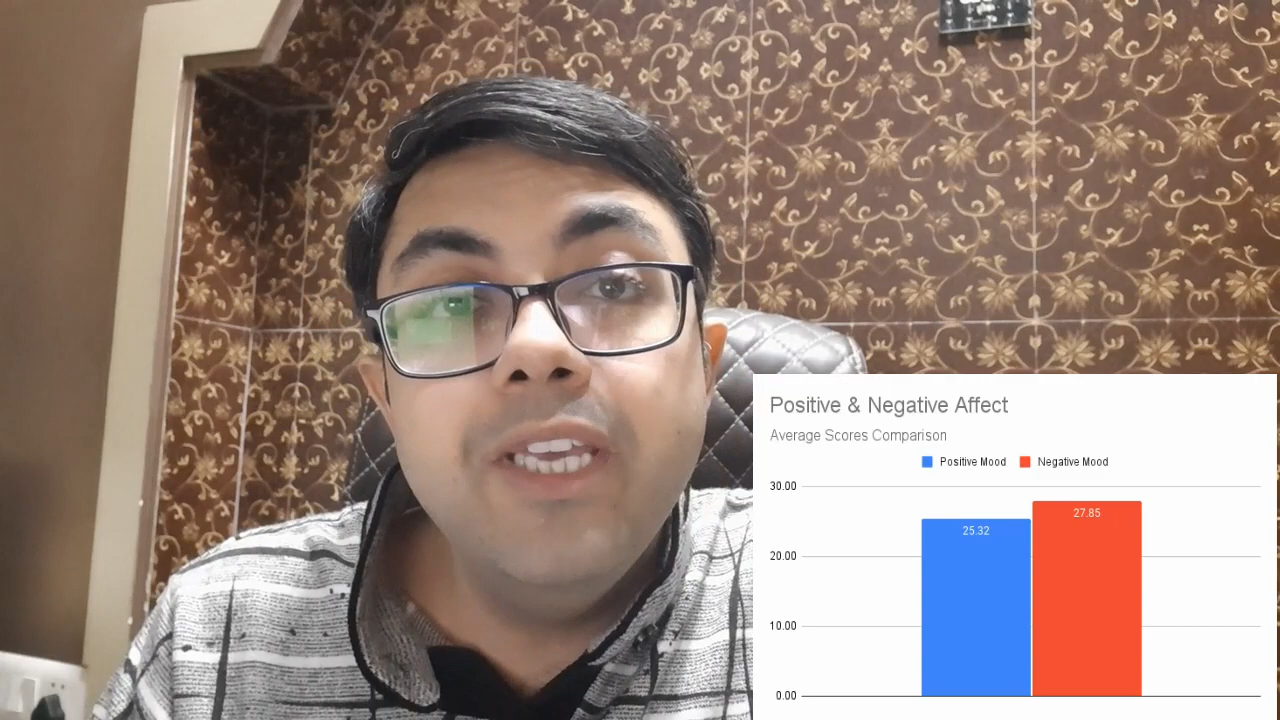 Positive & Negative Affect
Average Scores Comparison
Positive Mood Negative Mood
30.00
27.85
25.32
20.00
10.00
0.00